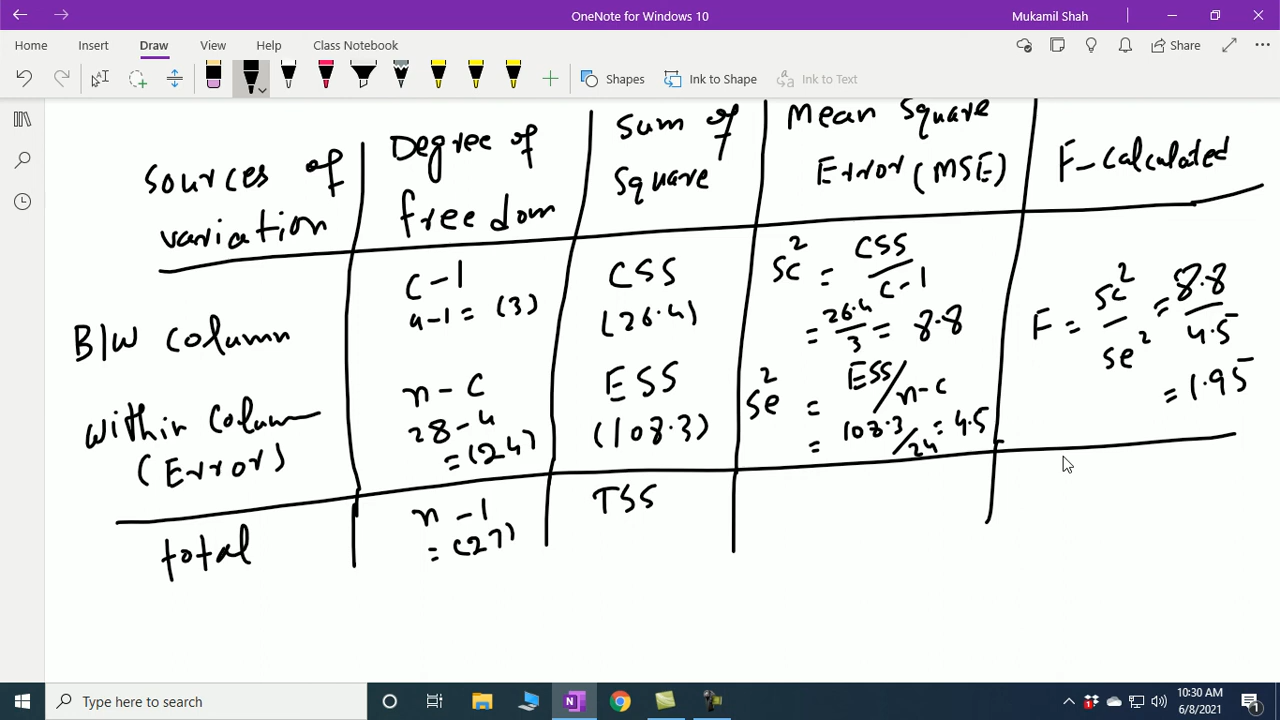 OneNote for Windows 10
Mukamil Shah
Home Insert Draw View Help Class Notebook
Share
Shapes
Ink to Shape
Ink to Text
Sources of variation
Degree of freedom
Sum of Square
Mean Square Error (MSE)
F-calculated
B/W column
c-1
4-1 = (3)
CSS
(26.4)
sc² = CSS/c-1
= 26.4/3 = 8.8
F = sc²/se² = 8.8/4.5
= 1.95
within column
(Errors)
n-c
28-4
= (24)
ESS
(108.3)
se² = ESS/n-c
= 108.3/24 = 4.5
total
n-1
= (27)
TSS
Type here to search
10:30 AM
6/8/2021